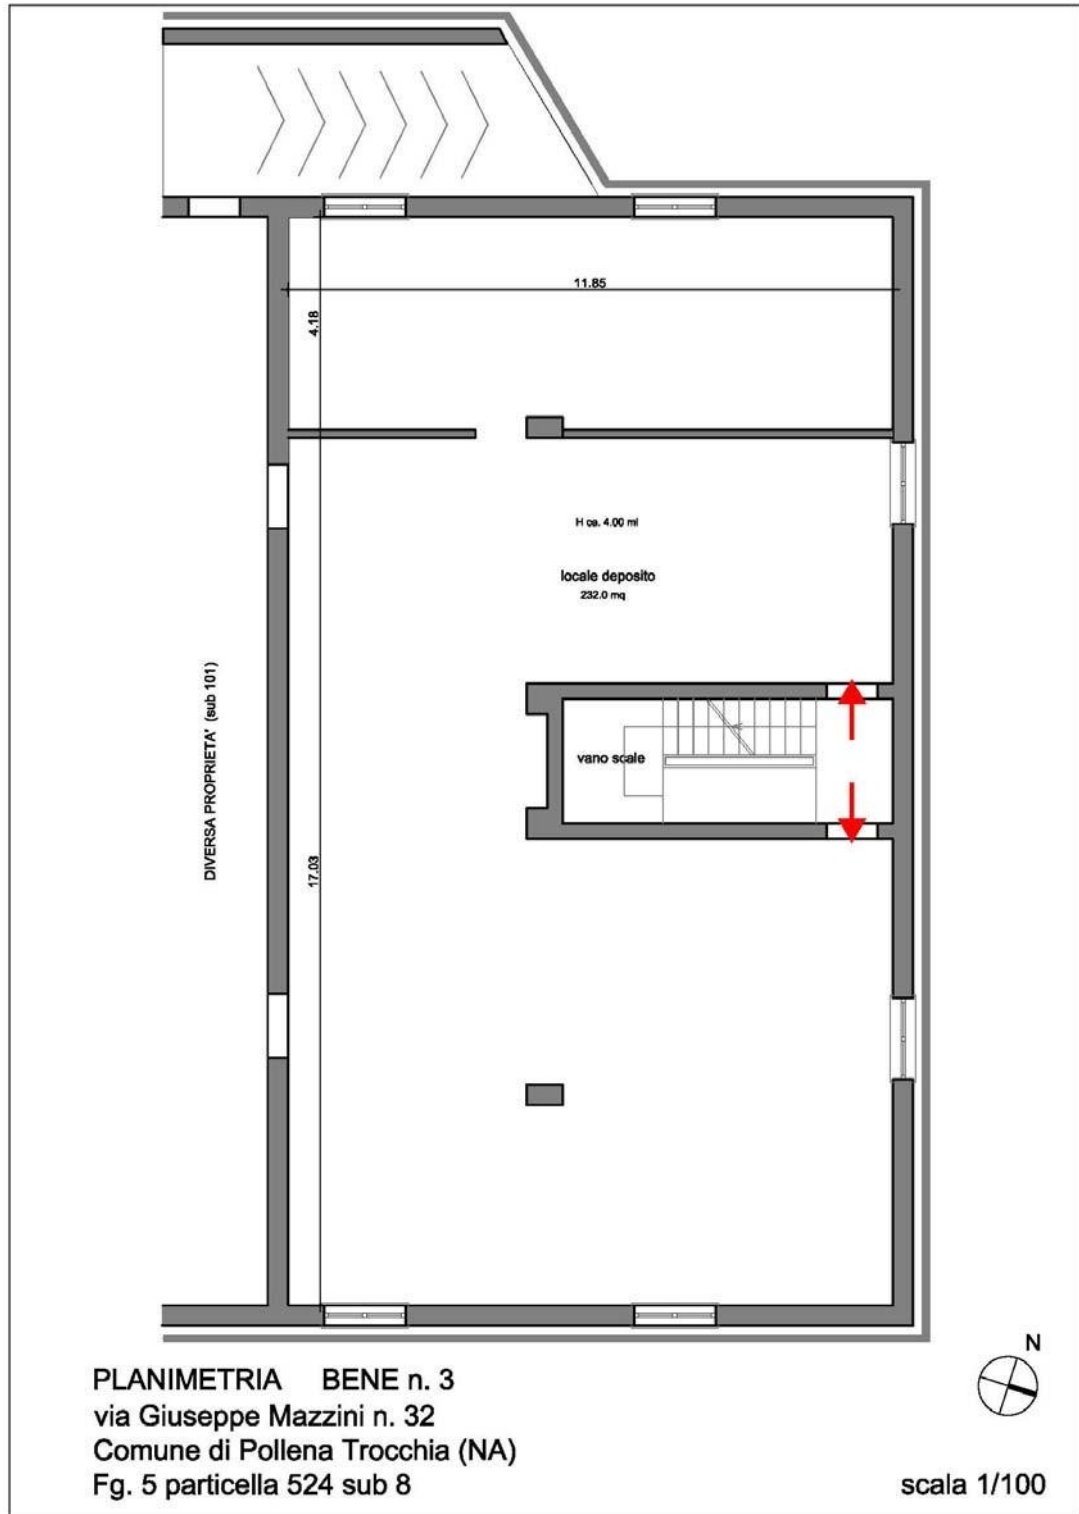 11.85
4.18
H ca. 4.00 ml
locale deposito
232.0 mq
DIVERSA PROPRIETA' (sub 101)
vano scale
17.03
N
PLANIMETRIA BENE n. 3
via Giuseppe Mazzini n. 32
Comune di Pollena Trocchia (NA)
Fg. 5 particella 524 sub 8
scala 1/100